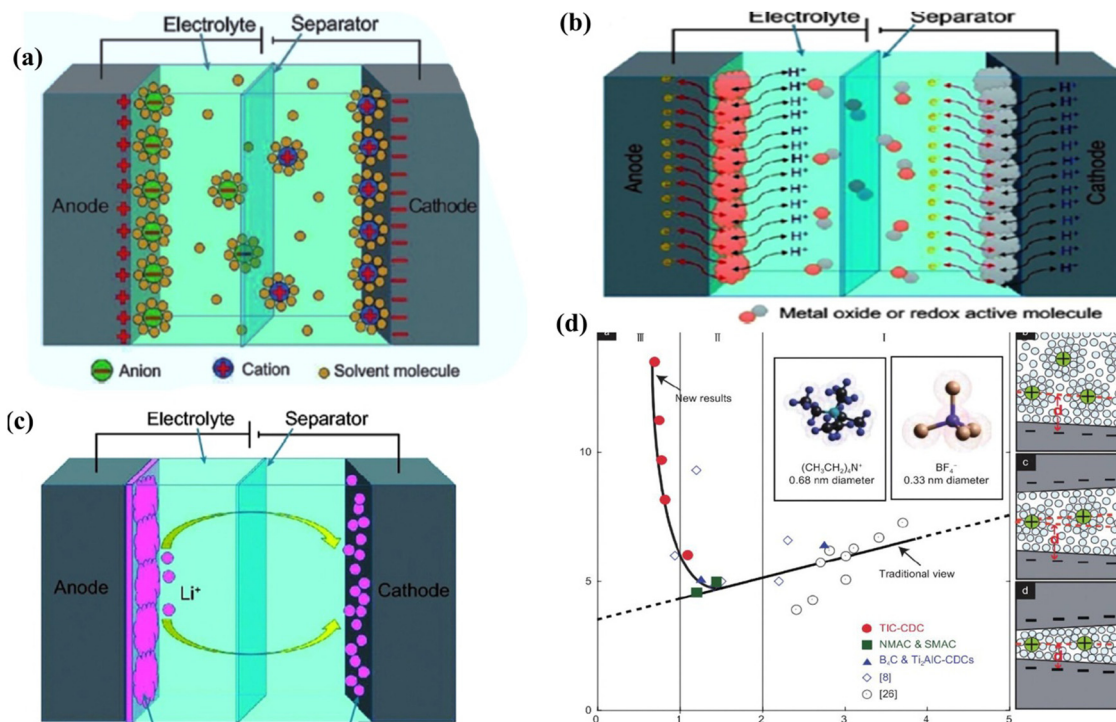 (a)
Electrolyte
Separator
Anode
Cathode
Anion
Cation
Solvent molecule
(b)
Electrolyte
Separator
Anode
Cathode
H+
H+
Metal oxide or redox active molecule
(c)
Electrolyte
Separator
Anode
Li+
Cathode
(d)
III
II
I
New results
(CH3CH2)4N+
0.68 nm diameter
BF4−
0.33 nm diameter
Traditional view
TIC-CDC
NMAC & SMAC
B4C & Ti2AlC-CDCs
[8]
[26]
10
5
0
0
1
2
3
4
5
d
c
d
d
d